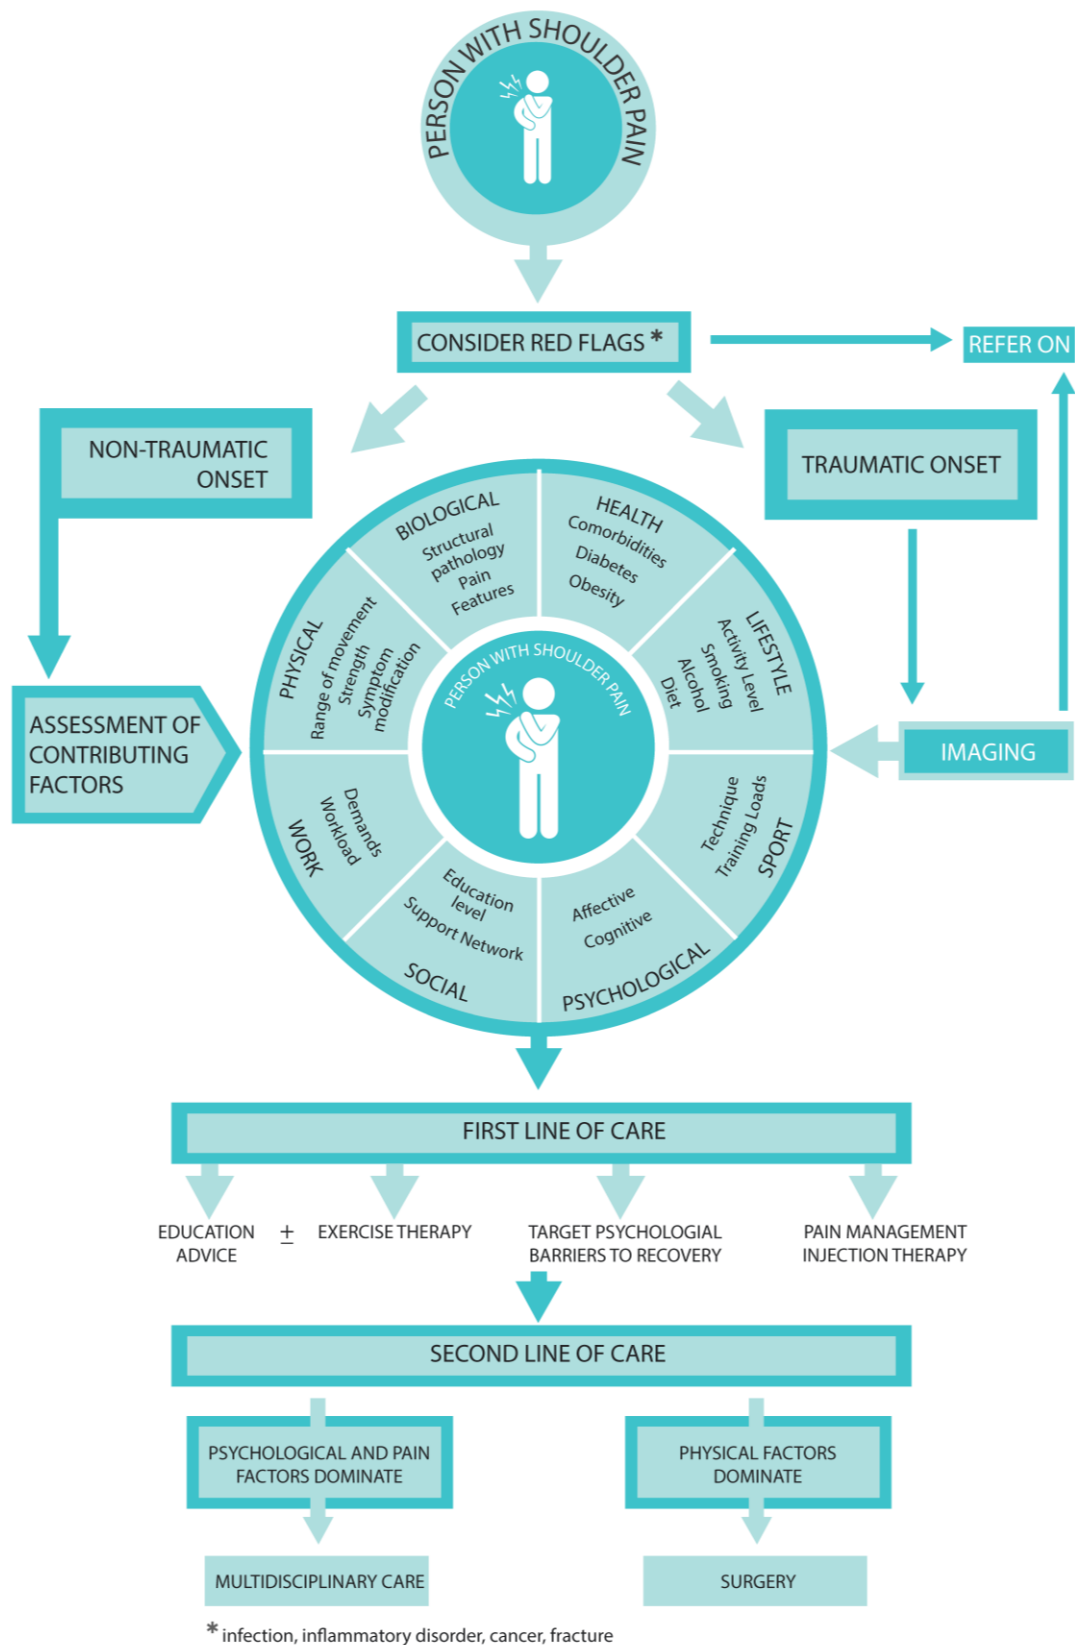 PERSON WITH SHOULDER PAIN
CONSIDER RED FLAGS *
REFER ON
NON-TRAUMATIC
ONSET
TRAUMATIC ONSET
BIOLOGICAL
Structural
pathology
Pain
Features
HEALTH
Comorbidities
Diabetes
Obesity
PHYSICAL
Range of movement
Strength
Symptom
modification
LIFESTYLE
Activity Level
Smoking
Alcohol
Diet
PERSON WITH SHOULDER PAIN
ASSESSMENT OF
CONTRIBUTING
FACTORS
IMAGING
WORK
Demands
Workload
SPORT
Technique
Training Loads
Education
level
Support Network
SOCIAL
Affective
Cognitive
PSYCHOLOGICAL
FIRST LINE OF CARE
EDUCATION
ADVICE
±
EXERCISE THERAPY
TARGET PSYCHOLOGIAL
BARRIERS TO RECOVERY
PAIN MANAGEMENT
INJECTION THERAPY
SECOND LINE OF CARE
PSYCHOLOGICAL AND PAIN
FACTORS DOMINATE
PHYSICAL FACTORS
DOMINATE
MULTIDISCIPLINARY CARE
SURGERY
* infection, inflammatory disorder, cancer, fracture